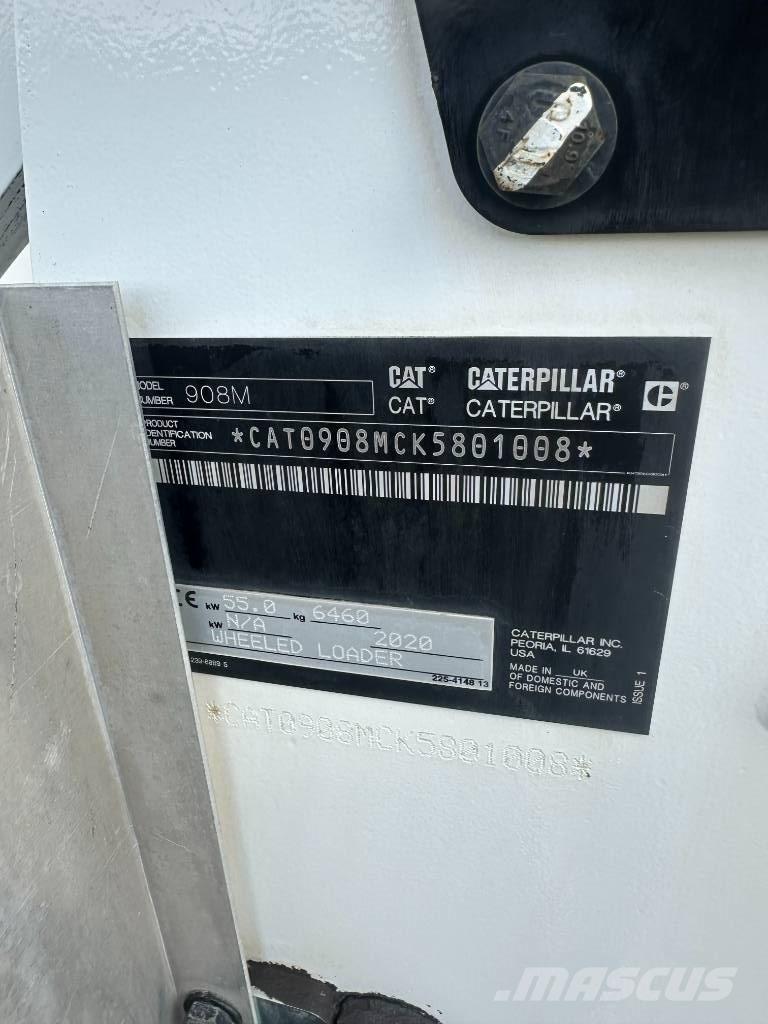 MODEL
NUMBER 908M
CAT® CATERPILLAR®
CAT® CATERPILLAR®
PRODUCT
IDENTIFICATION
NUMBER
*CAT0908MCK5801008*
CE kW 55.0 kg 6460
kW N/A 2020
WHEELED LOADER
225-4148 13
CATERPILLAR INC.
PEORIA, IL 61629
USA
MADE IN UK
OF DOMESTIC AND
FOREIGN COMPONENTS
ISSUE 1
*CAT0908MCK5801008*
MASCUS